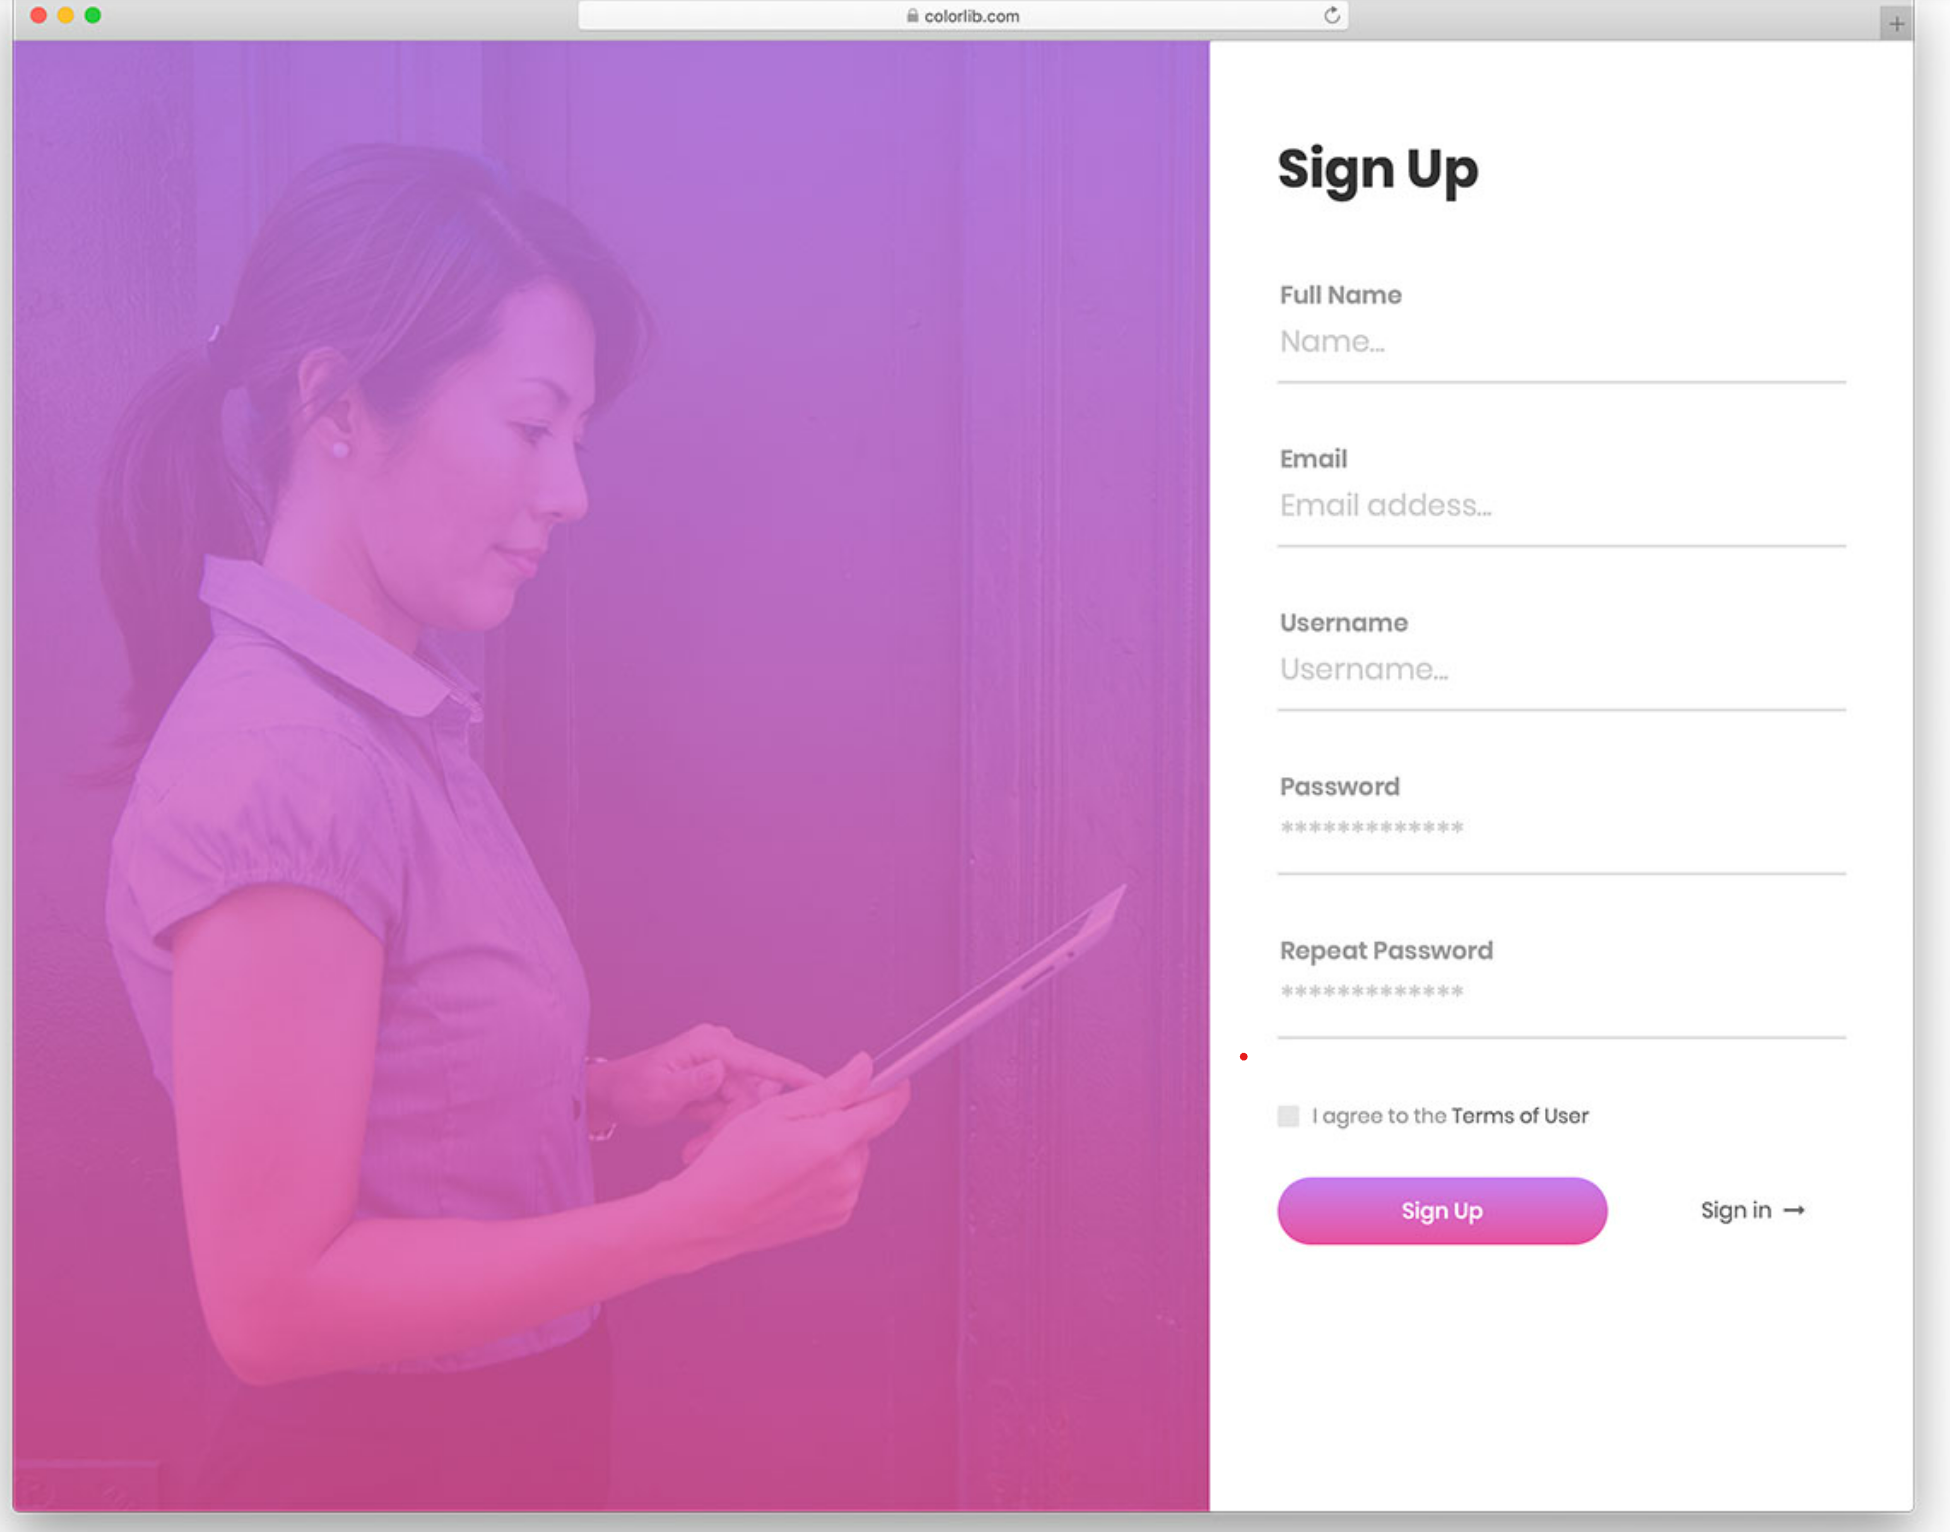 colorlib.com
Sign Up
Full Name
Name...
Email
Email addess...
Username
Username...
Password
*************
Repeat Password
*************
I agree to the Terms of User
Sign Up
Sign in →